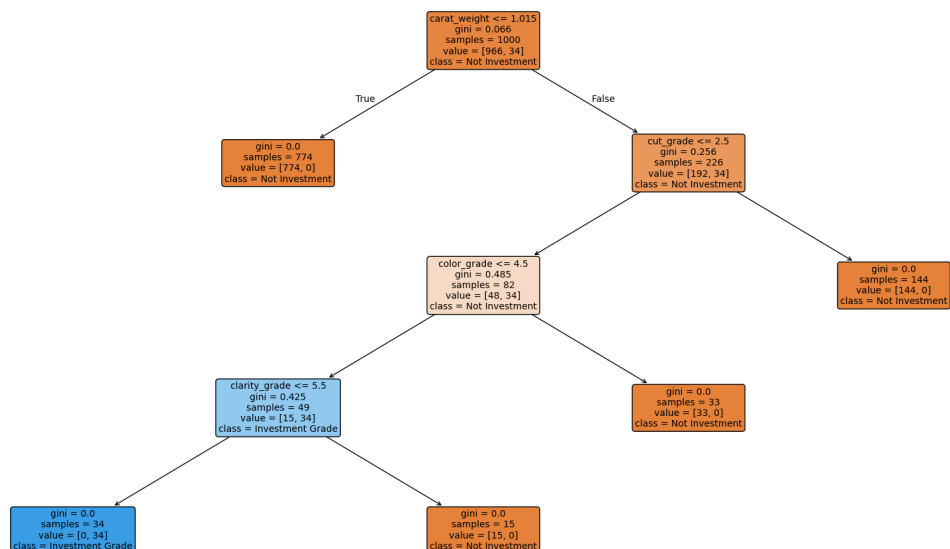 carat_weight <= 1.015
gini = 0.066
samples = 1000
value = [966, 34]
class = Not Investment
True
False
gini = 0.0
samples = 774
value = [774, 0]
class = Not Investment
cut_grade <= 2.5
gini = 0.256
samples = 226
value = [192, 34]
class = Not Investment
color_grade <= 4.5
gini = 0.485
samples = 82
value = [48, 34]
class = Not Investment
gini = 0.0
samples = 144
value = [144, 0]
class = Not Investment
clarity_grade <= 5.5
gini = 0.425
samples = 49
value = [15, 34]
class = Investment Grade
gini = 0.0
samples = 33
value = [33, 0]
class = Not Investment
gini = 0.0
samples = 34
value = [0, 34]
class = Investment Grade
gini = 0.0
samples = 15
value = [15, 0]
class = Not Investment